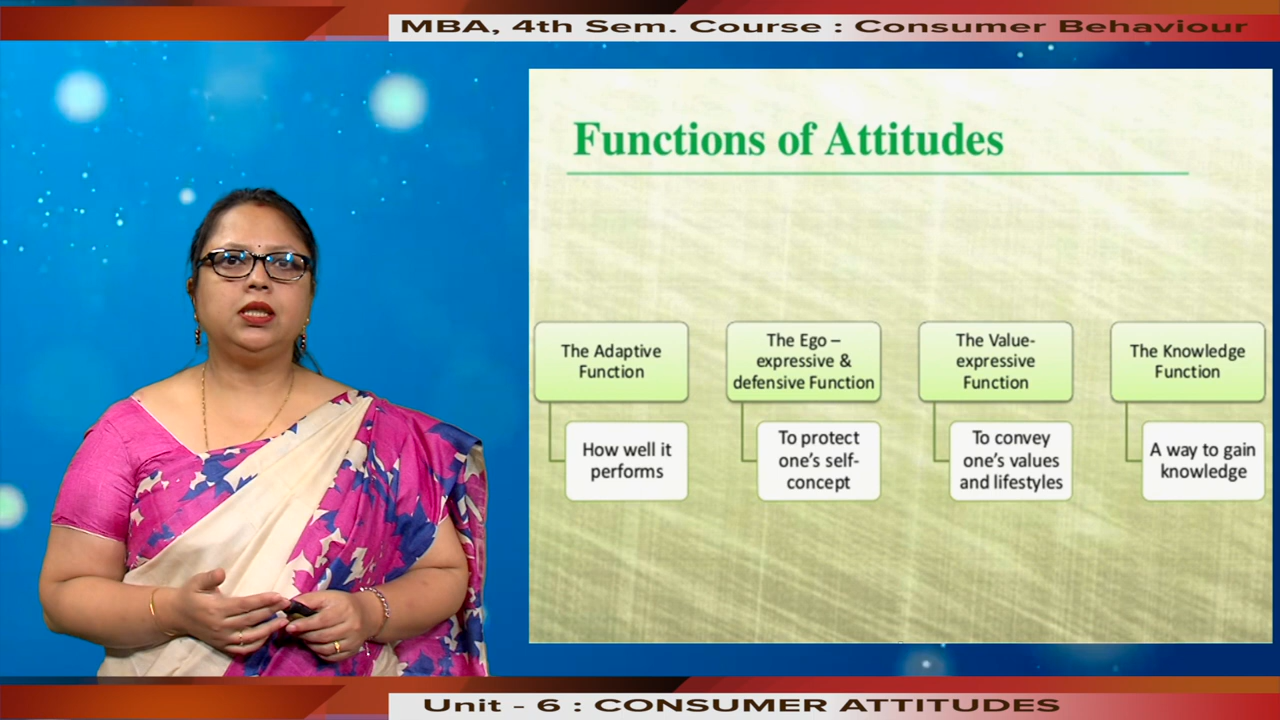 MBA, 4th Sem. Course : Consumer Behaviour
Functions of Attitudes
The Adaptive
Function
How well it
performs
The Ego –
expressive &
defensive Function
To protect
one's self-
concept
The Value-
expressive
Function
To convey
one's values
and lifestyles
The Knowledge
Function
A way to gain
knowledge
Unit - 6 : CONSUMER ATTITUDES